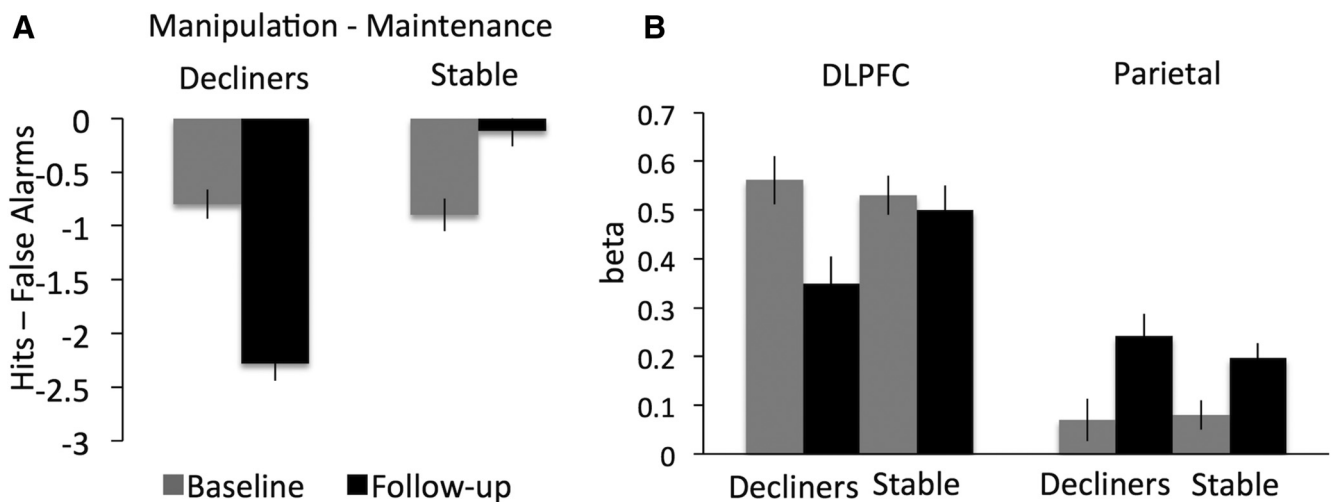 A
Manipulation - Maintenance
Decliners
Stable
Hits – False Alarms
0
-0.5
-1
-1.5
-2
-2.5
-3
Baseline
Follow-up
B
DLPFC
Parietal
beta
0.7
0.6
0.5
0.4
0.3
0.2
0.1
0
Decliners Stable
Decliners Stable